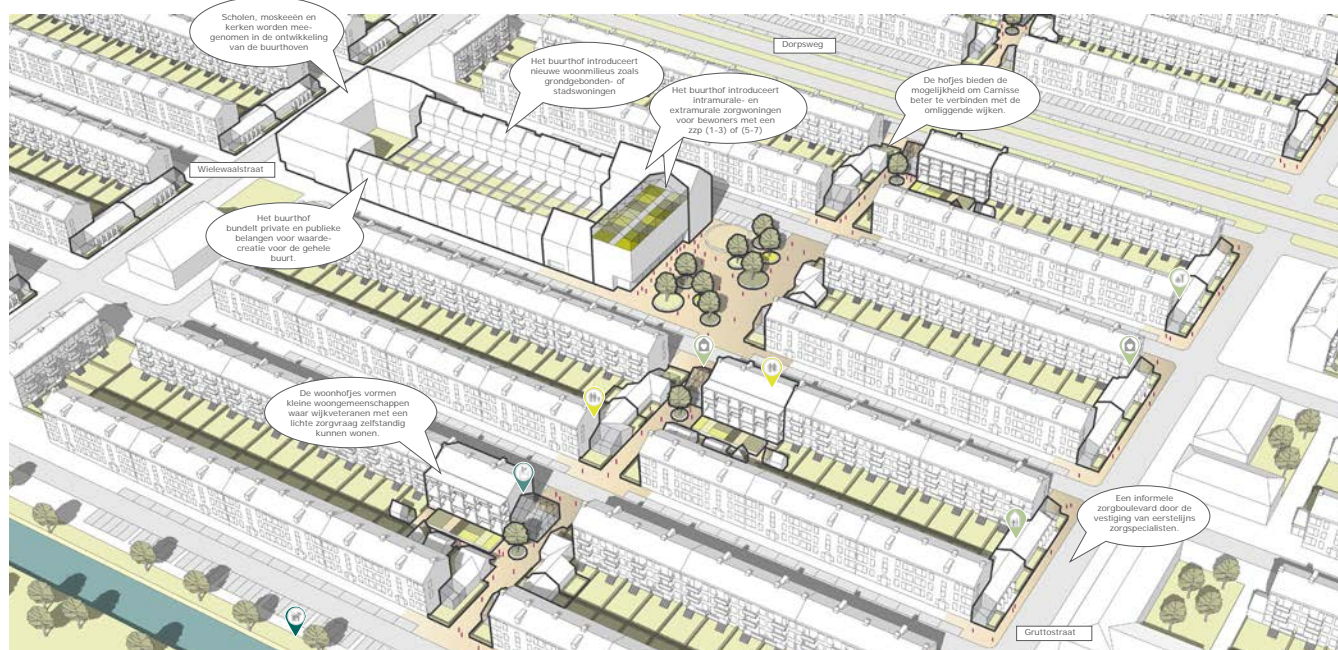 Scholen, moskeeën en
kerken worden mee-
genomen in de ontwikkeling
van de buurthoven
Dorpsweg
Het buurthof introduceert
nieuwe woonmilieus zoals
grondgebonden- of
stadswoningen
Het buurthof introduceert
intramurale- en
extramurale zorgwoningen
voor bewoners met een
zzp (1-3) of (5-7)
De hofjes bieden de
mogelijkheid om Carnisse
beter te verbinden met de
omliggende wijken.
Wielewaalstraat
Het buurthof
bundelt private en publieke
belangen voor waarde-
creatie voor de gehele
buurt.
De woonhofjes vormen
kleine woongemeenschappen
waar wijkveteranen met een
lichte zorgvraag zelfstandig
kunnen wonen.
Een informele
zorgboulevard door de
vestiging van eerstelijns
zorgspecialisten.
Gruttostraat